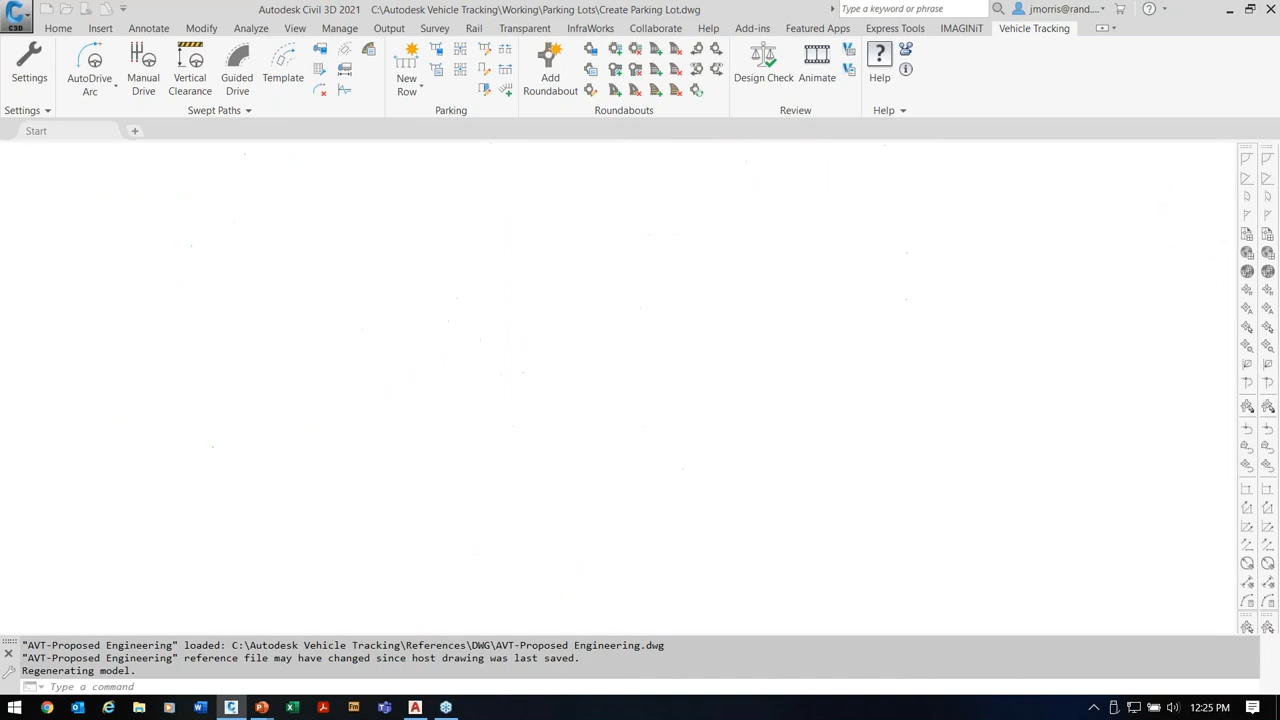 Autodesk Civil 3D 2021 C:\Autodesk Vehicle Tracking\Working\Parking Lots\Create Parking Lot.dwg
Type a keyword or phrase
jmorris@rand....
C3D
Home Insert Annotate Modify Analyze View Manage Output Survey Rail Transparent InfraWorks Collaborate Help Add-ins Featured Apps Express Tools IMAGINiT Vehicle Tracking
Settings
AutoDrive
Arc
Manual
Drive
Vertical
Clearance
Guided
Drive
Template
New
Row
Add
Roundabout
Design Check
Animate
Help
Settings Swept Paths Parking Roundabouts Review Help
Start
"AVT-Proposed Engineering" loaded: C:\Autodesk Vehicle Tracking\References\DWG\AVT-Proposed Engineering.dwg
"AVT-Proposed Engineering" reference file may have changed since host drawing was last saved.
Regenerating model.
Type a command
12:25 PM